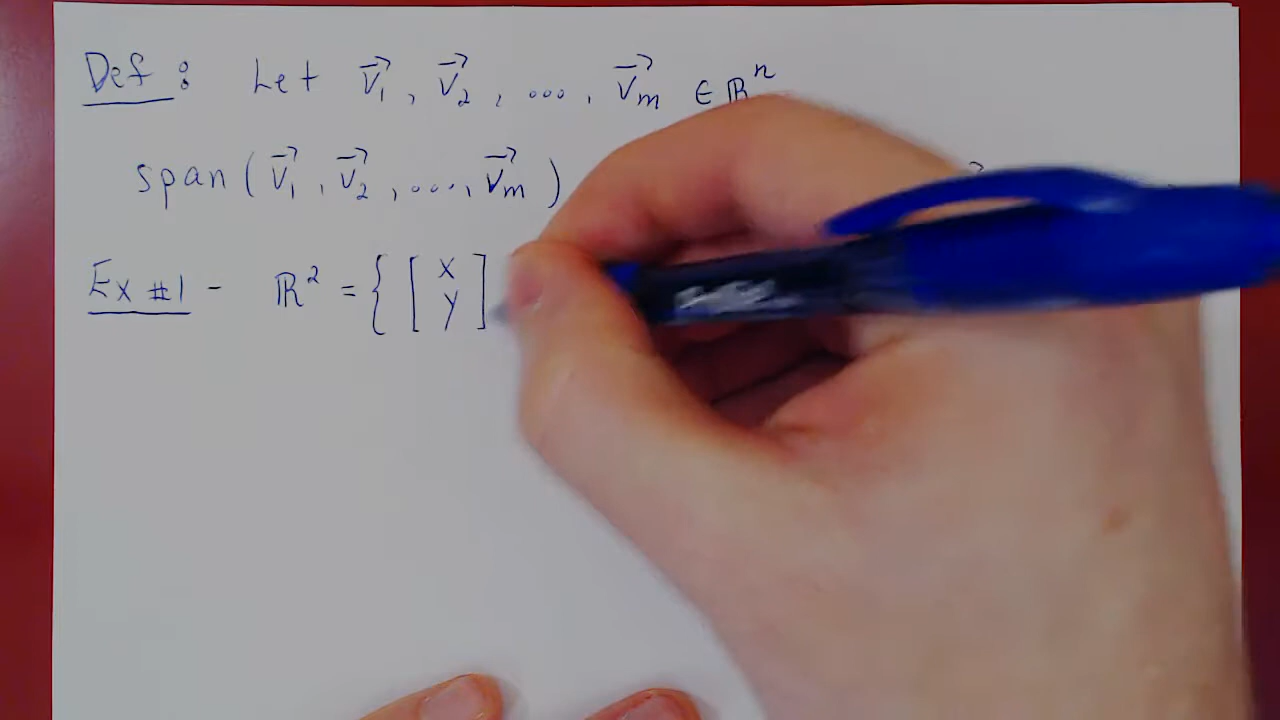 Def: Let v⃗₁, v⃗₂, ..., v⃗ₘ ∈ ℝⁿ
span(v⃗₁, v⃗₂, ..., v⃗ₘ)
Ex #1 - ℝ² = { [ x y ]